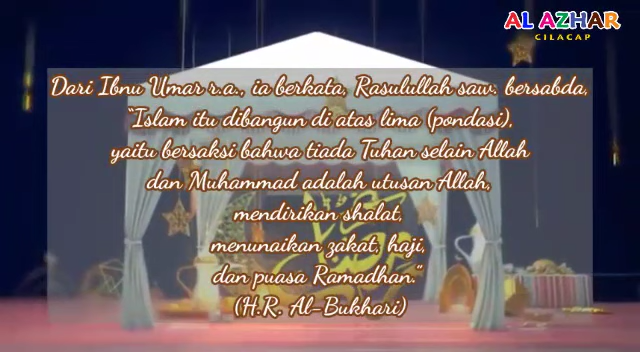 AL AZHAR
CILACAP
Dari Ibnu Umar r.a., ia berkata, Rasulullah saw. bersabda,
"Islam itu dibangun di atas lima (pondasi),
yaitu bersaksi bahwa tiada Tuhan selain Allah
dan Muhammad adalah utusan Allah,
mendirikan shalat,
menunaikan zakat, haji,
dan puasa Ramadhan."
(H.R. Al-Bukhari)